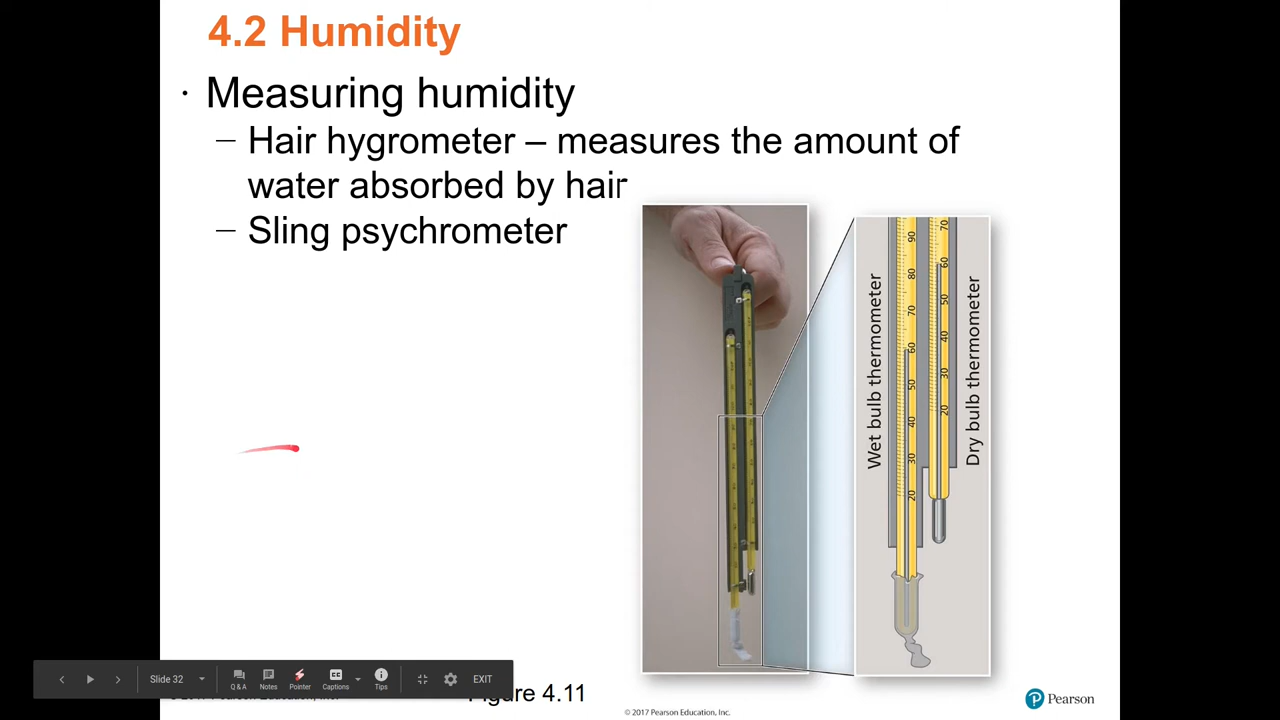 4.2 Humidity
· Measuring humidity
– Hair hygrometer – measures the amount of
water absorbed by hair
– Sling psychrometer
90
80
70
60
50
40
30
20
70
60
50
40
30
20
Wet bulb thermometer
Dry bulb thermometer
Slide 32
Q & A
Notes
Pointer
Captions
Tips
EXIT
Figure 4.11
Pearson
© 2017 Pearson Education, Inc.